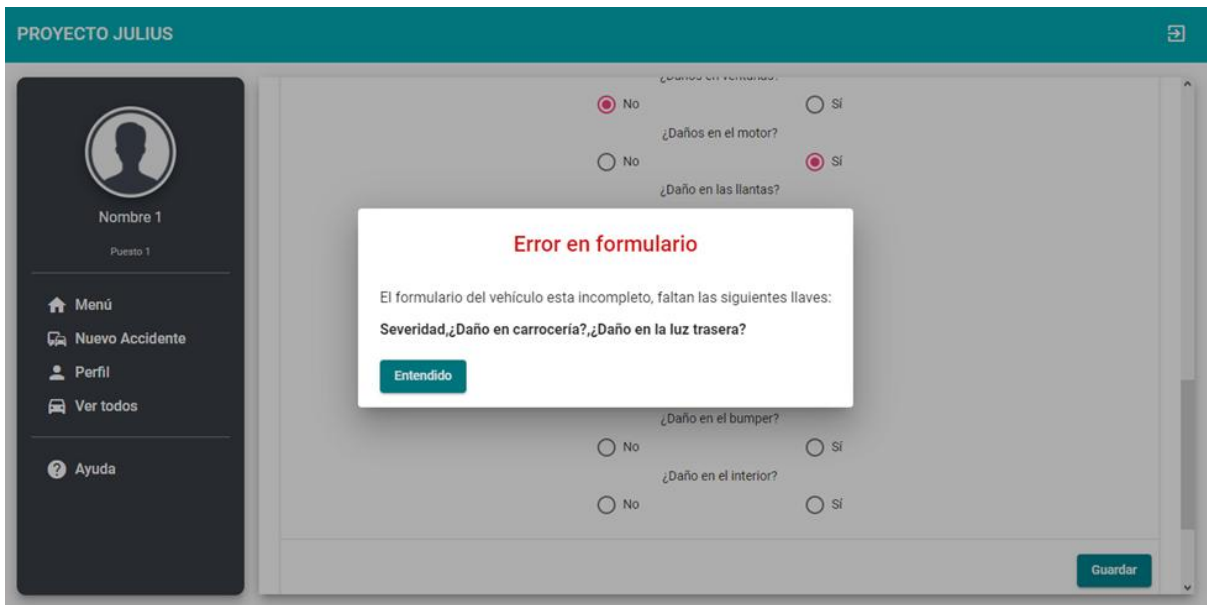 PROYECTO JULIUS
Nombre 1
Puesto 1
Menú
Nuevo Accidente
Perfil
Ver todos
Ayuda
¿Daños en ventanas?
No Sí
¿Daños en el motor?
No Sí
¿Daño en las llantas?
Error en formulario
El formulario del vehículo esta incompleto, faltan las siguientes llaves:
Severidad,¿Daño en carrocería?,¿Daño en la luz trasera?
Entendido
¿Daño en el bumper?
No Sí
¿Daño en el interior?
No Sí
Guardar